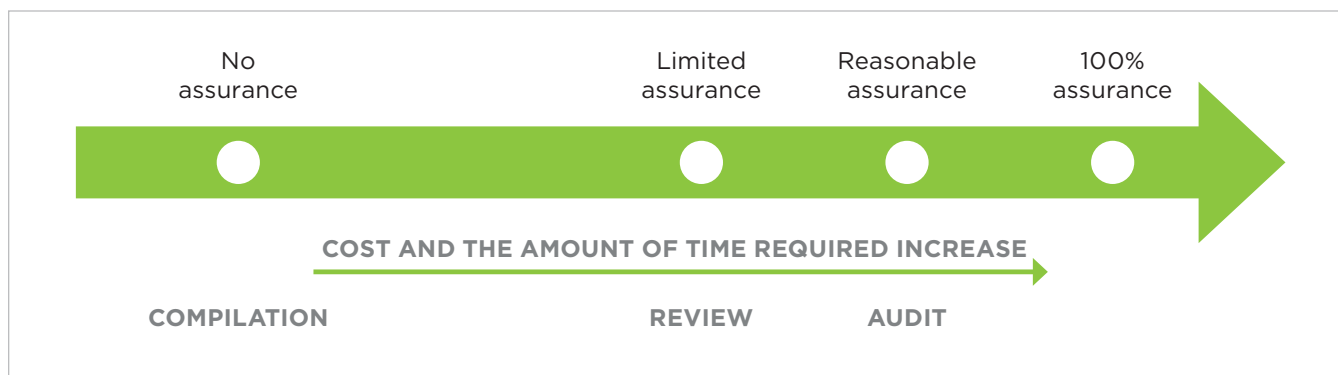 No
assurance
Limited
assurance
Reasonable
assurance
100%
assurance
COST AND THE AMOUNT OF TIME REQUIRED INCREASE
COMPILATION
REVIEW
AUDIT